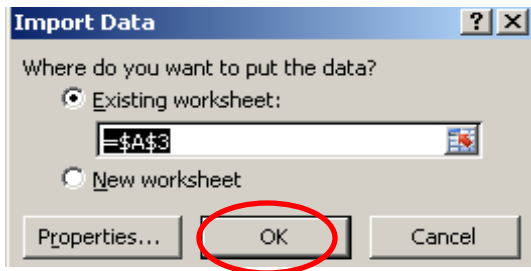 Import Data ? ×
Where do you want to put the data?
Existing worksheet:
=$A$3
New worksheet
Properties... OK Cancel